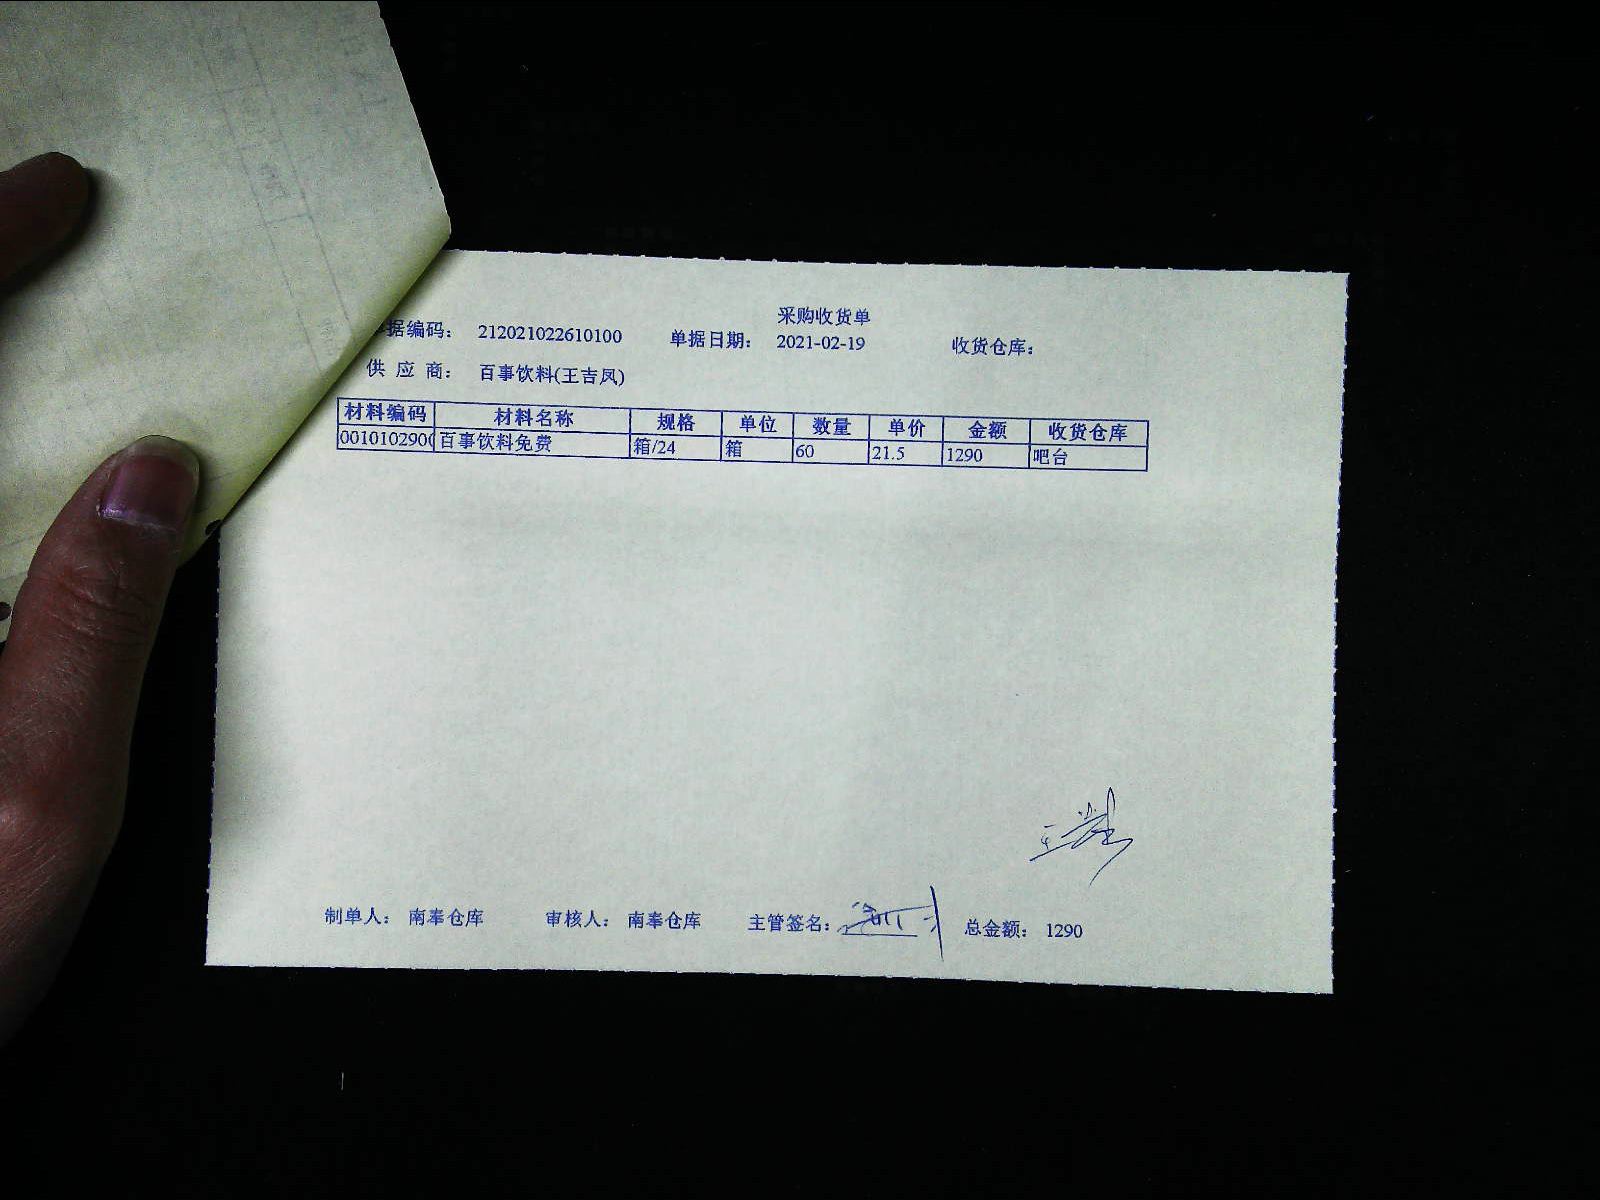 采购收货单
据编码： 212021022610100 单据日期： 2021-02-19 收货仓库：
供 应 商： 百事饮料(王吉凤)
材料编码 材料名称 规格 单位 数量 单价 金额 收货仓库
001010290 百事饮料免费 箱/24 箱 60 21.5 1290 吧台
制单人： 南奉仓库 审核人： 南奉仓库 主管签名： 总金额： 1290